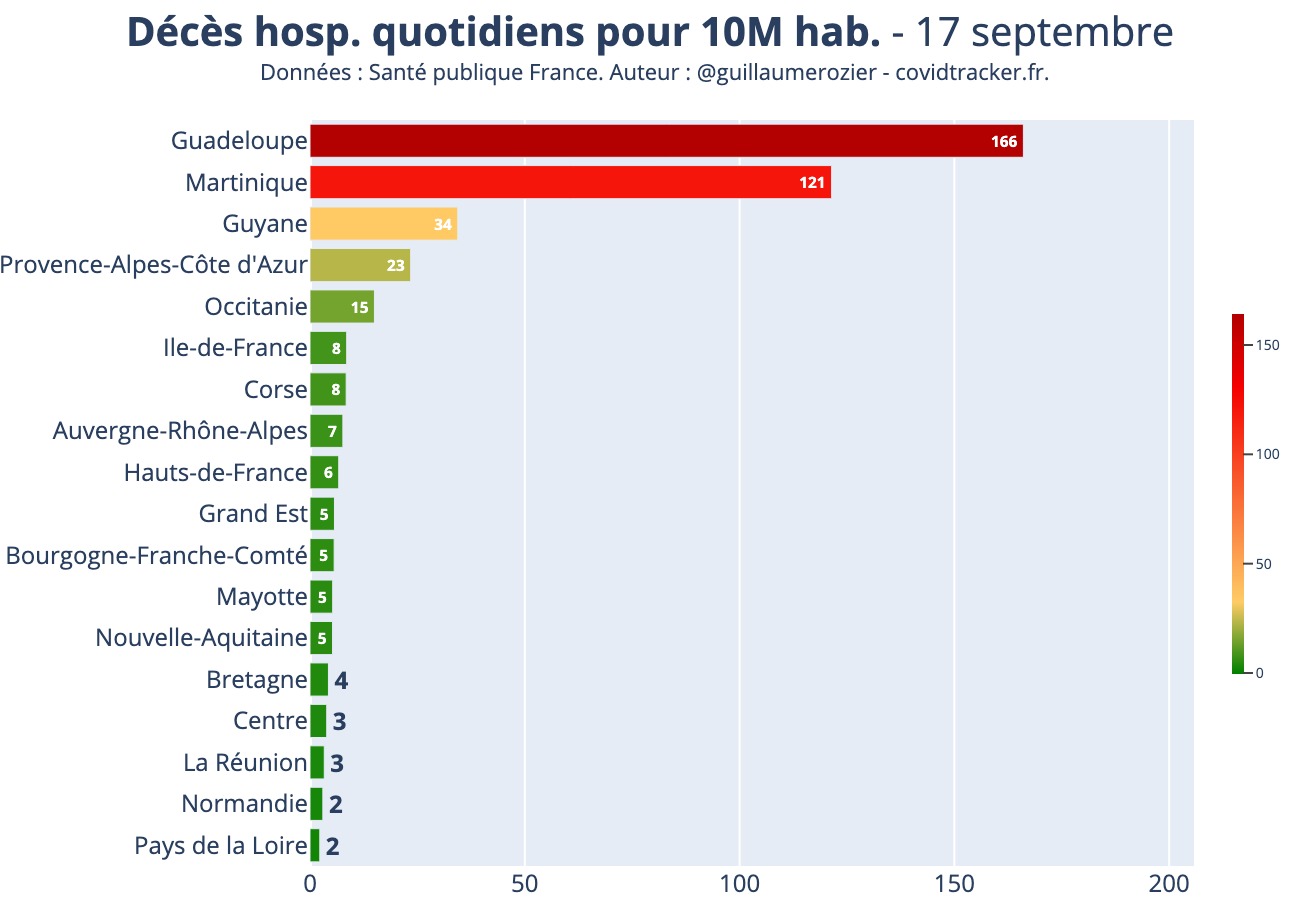 Décès hosp. quotidiens pour 10M hab. - 17 septembre
Données : Santé publique France. Auteur : @guillaumerozier - covidtracker.fr.
Guadeloupe 166
Martinique 121
Guyane 34
Provence-Alpes-Côte d'Azur 23
Occitanie 15
Ile-de-France 8
Corse 8
Auvergne-Rhône-Alpes 7
Hauts-de-France 6
Grand Est 5
Bourgogne-Franche-Comté 5
Mayotte 5
Nouvelle-Aquitaine 5
Bretagne 4
Centre 3
La Réunion 3
Normandie 2
Pays de la Loire 2
0 50 100 150 200
150
100
50
0